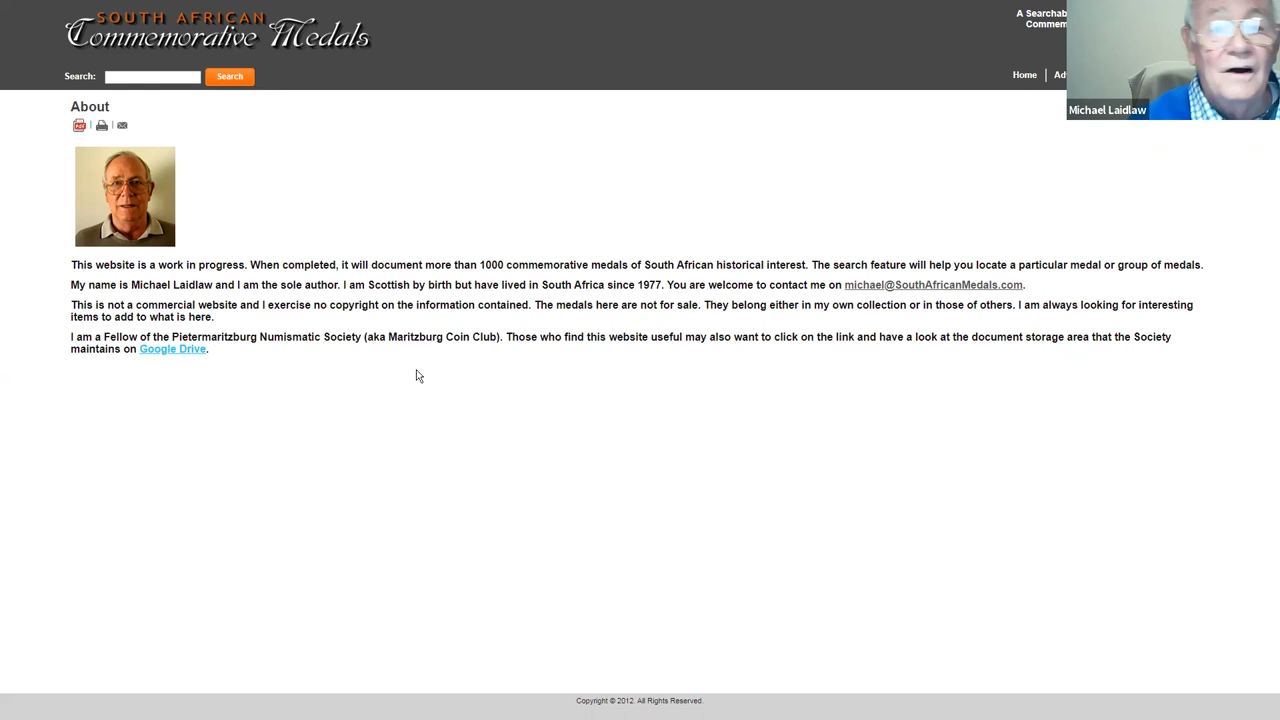 SOUTH AFRICAN
Commemorative Medals
A Searchab
Commem
Search:
Search
Home
Ad
Michael Laidlaw
About
This website is a work in progress. When completed, it will document more than 1000 commemorative medals of South African historical interest. The search feature will help you locate a particular medal or group of medals.
My name is Michael Laidlaw and I am the sole author. I am Scottish by birth but have lived in South Africa since 1977. You are welcome to contact me on michael@SouthAfricanMedals.com.
This is not a commercial website and I exercise no copyright on the information contained. The medals here are not for sale. They belong either in my own collection or in those of others. I am always looking for interesting
items to add to what is here.
I am a Fellow of the Pietermaritzburg Numismatic Society (aka Maritzburg Coin Club). Those who find this website useful may also want to click on the link and have a look at the document storage area that the Society
maintains on Google Drive.
Copyright © 2012. All Rights Reserved.